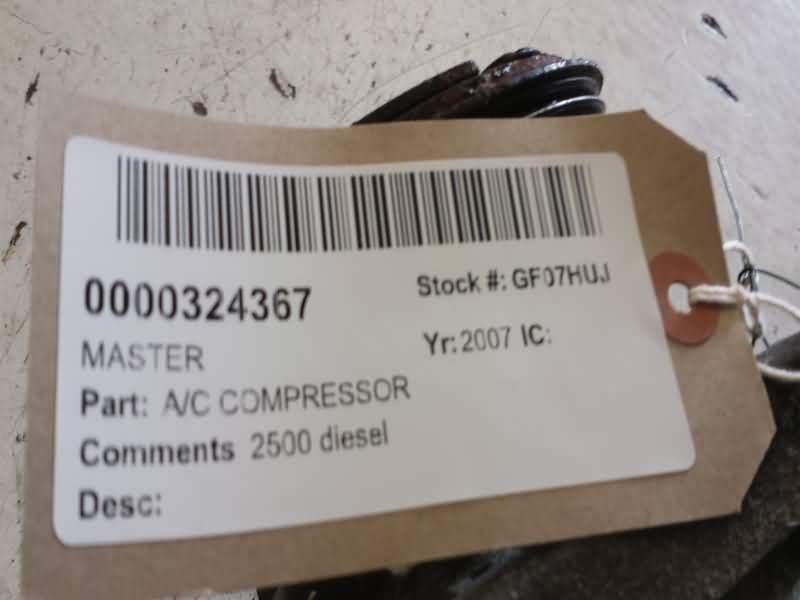 0000324367
Stock #: GF07HUJ
MASTER
Yr: 2007 IC:
Part: A/C COMPRESSOR
Comments 2500 diesel
Desc: